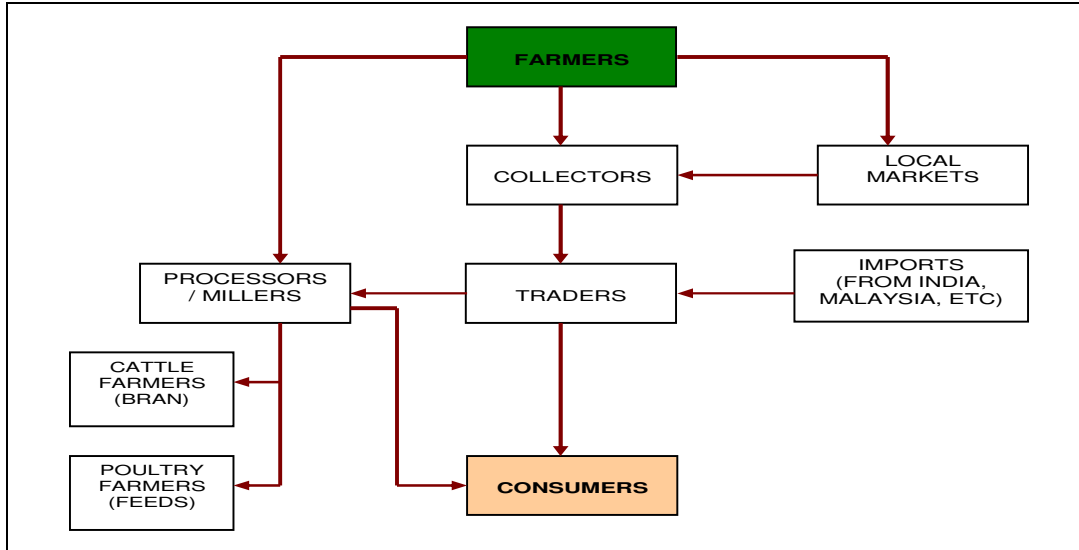 FARMERS
COLLECTORS
LOCAL
MARKETS
PROCESSORS
/ MILLERS
TRADERS
IMPORTS
(FROM INDIA,
MALAYSIA, ETC)
CATTLE
FARMERS
(BRAN)
POULTRY
FARMERS
(FEEDS)
CONSUMERS